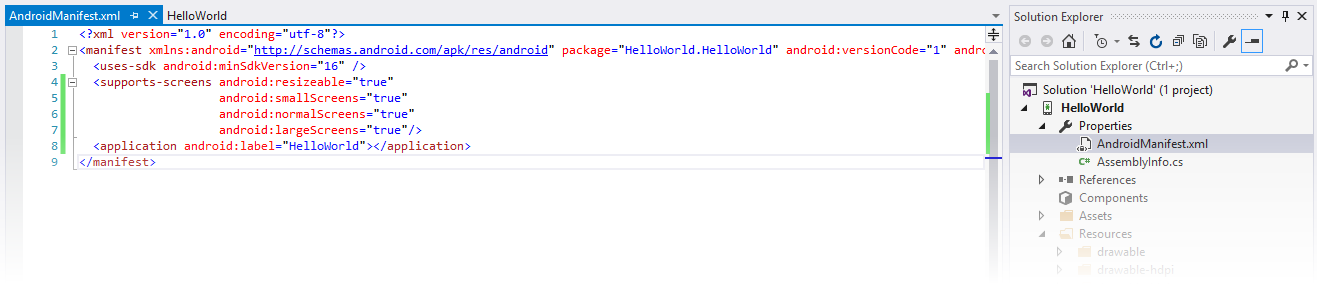 AndroidManifest.xml
HelloWorld
1 <?xml version="1.0" encoding="utf-8"?>
2 <manifest xmlns:android="http://schemas.android.com/apk/res/android" package="HelloWorld.HelloWorld" android:versionCode="1" andro
3 <uses-sdk android:minSdkVersion="16" />
4 <supports-screens android:resizeable="true"
5 android:smallScreens="true"
6 android:normalScreens="true"
7 android:largeScreens="true"/>
8 <application android:label="HelloWorld"></application>
9 </manifest>
Solution Explorer
Search Solution Explorer (Ctrl+;)
Solution 'HelloWorld' (1 project)
HelloWorld
Properties
AndroidManifest.xml
C# AssemblyInfo.cs
References
Components
Assets
Resources
drawable
drawable-hdpi